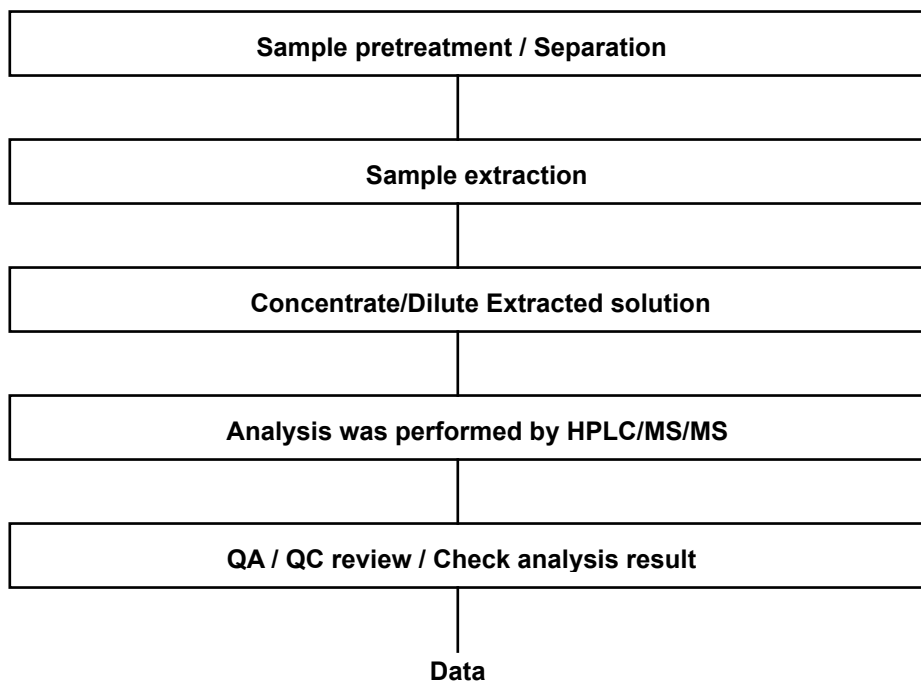 Sample pretreatment / Separation
Sample extraction
Concentrate/Dilute Extracted solution
Analysis was performed by HPLC/MS/MS
QA / QC review / Check analysis result
Data